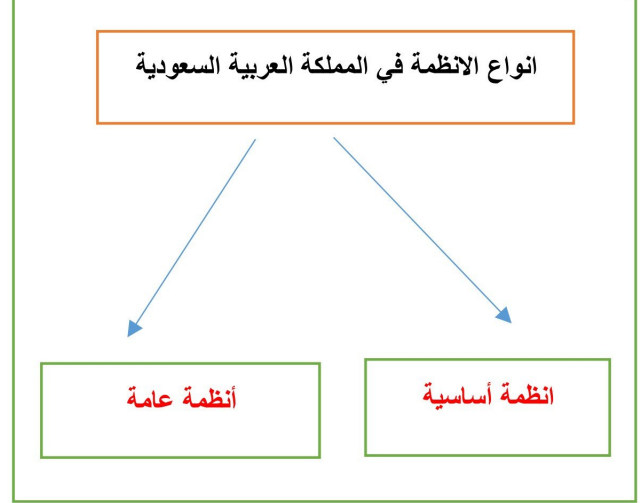 انواع الانظمة في المملكة العربية السعودية
انظمة أساسية
أنظمة عامة